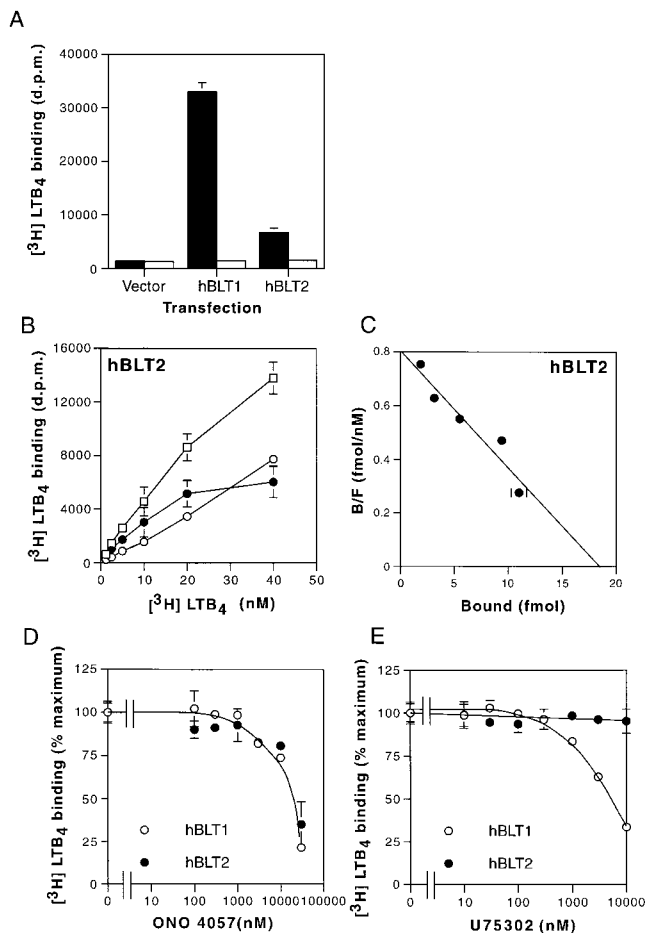 A
[³H] LTB₄ binding (d.p.m.)
40000
30000
20000
10000
0
Vector
hBLT1
hBLT2
Transfection
B
hBLT2
[³H] LTB₄ binding (d.p.m.)
16000
12000
8000
4000
0
0
10
20
30
40
50
[³H] LTB₄ (nM)
C
hBLT2
B/F (fmol/nM)
0.8
0.6
0.4
0.2
0
0
5
10
15
20
Bound (fmol)
D
[³H] LTB₄ binding (% maximum)
125
100
75
50
25
0
hBLT1
hBLT2
0
10
100
1000
10000
100000
ONO 4057(nM)
E
[³H] LTB₄ binding (% maximum)
125
100
75
50
25
0
hBLT1
hBLT2
0
10
100
1000
10000
U75302 (nM)